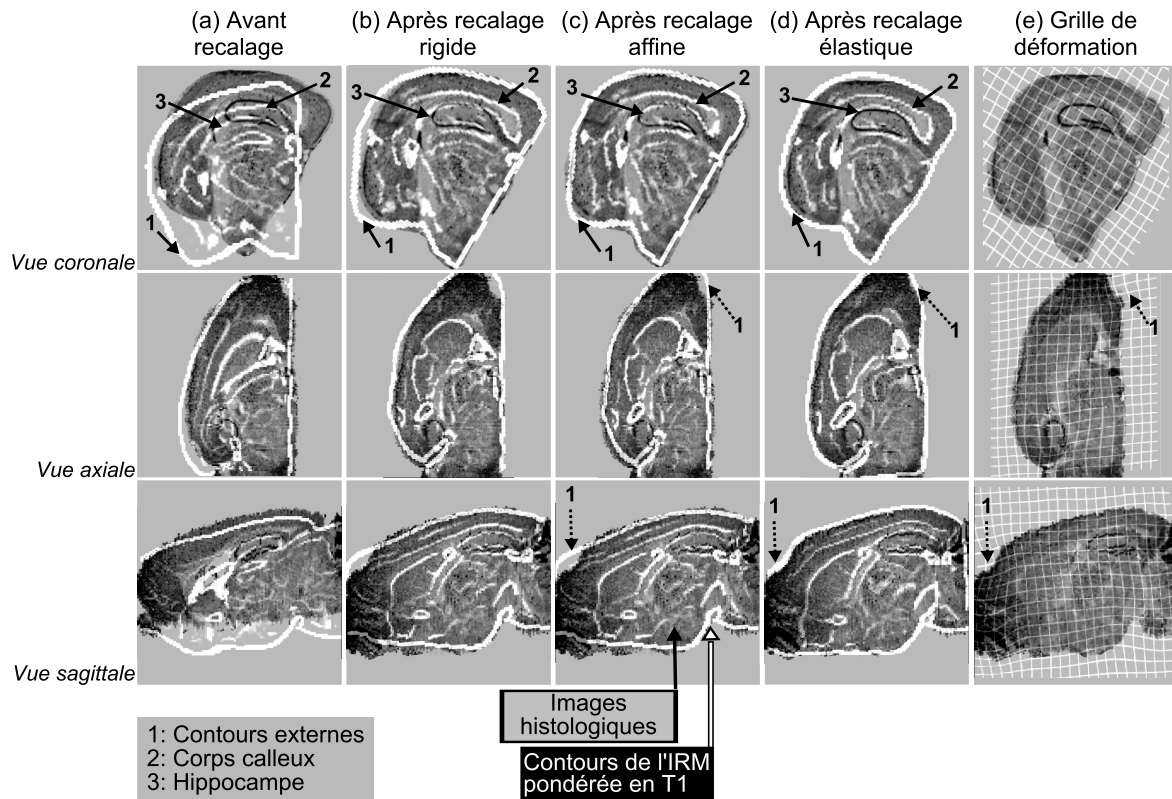 (a) Avant
recalage
(b) Après recalage
rigide
(c) Après recalage
affine
(d) Après recalage
élastique
(e) Grille de
déformation
3
2
1
3
2
1
3
2
1
3
2
1
Vue coronale
1
1
1
Vue axiale
1
1
1
Vue sagittale
Images
histologiques
Contours de l'IRM
pondérée en T1
1: Contours externes
2: Corps calleux
3: Hippocampe